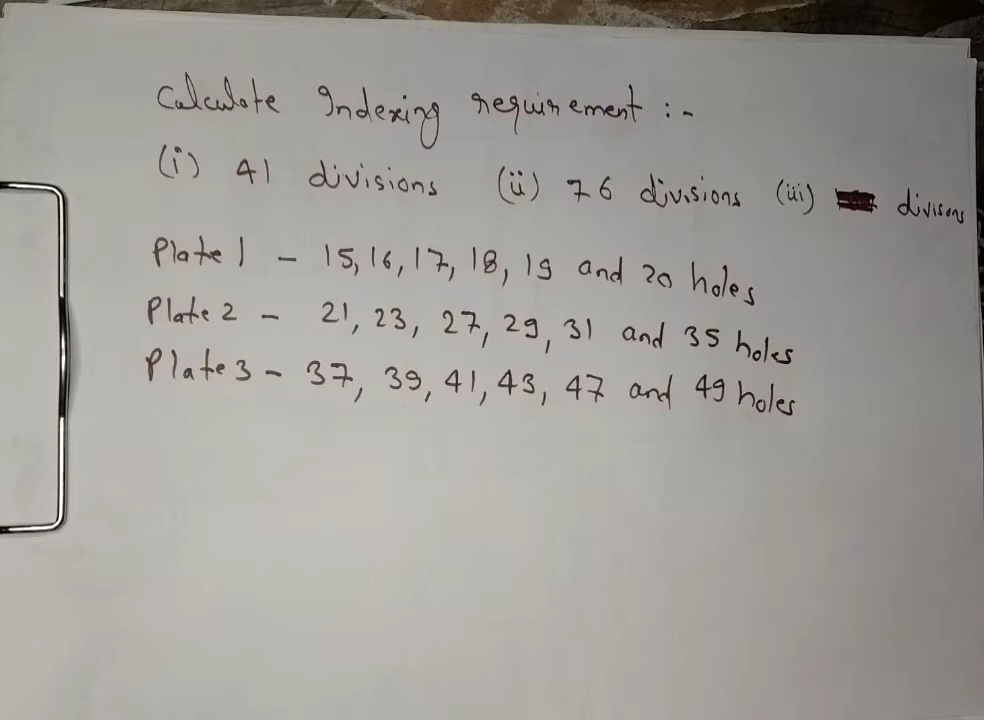 Calculate Indexing requirement :-
(i) 41 divisions (ii) 76 divisions (iii) divisons
Plate 1 - 15, 16, 17, 18, 19 and 20 holes
Plate 2 - 21, 23, 27, 29, 31 and 35 holes
Plate 3 - 37, 39, 41, 43, 47 and 49 holes